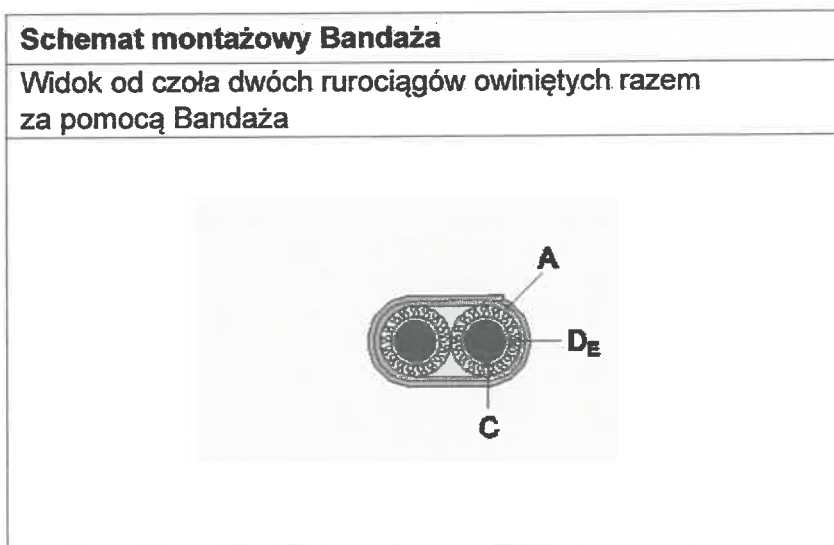 Schemat montażowy Bandaża
Widok od czoła dwóch rurociągów owiniętych razem
za pomocą Bandaża
A
DE
C